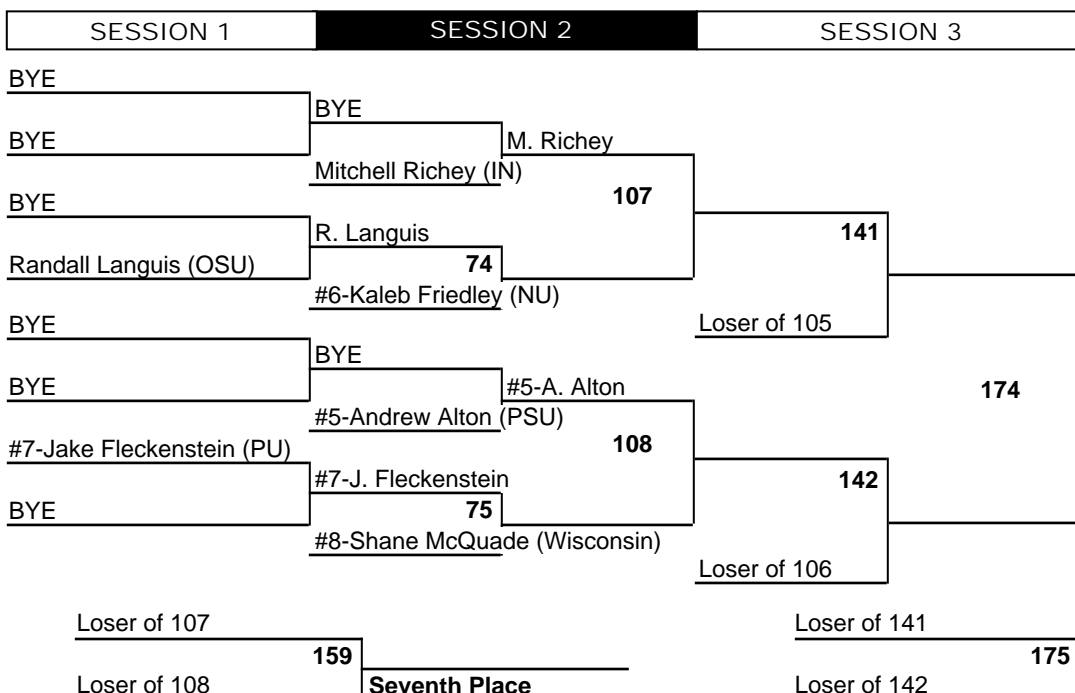 SESSION 1 SESSION 2 SESSION 3
BYE
BYE
BYE M. Richey
Mitchell Richey (IN)
107
BYE
R. Languis 141
Randall Languis (OSU) 74
#6-Kaleb Friedley (NU)
BYE Loser of 105
BYE
BYE #5-A. Alton 174
#5-Andrew Alton (PSU)
108
#7-Jake Fleckenstein (PU)
#7-J. Fleckenstein 142
BYE 75
#8-Shane McQuade (Wisconsin)
Loser of 106
Loser of 107 Loser of 141
159 175
Loser of 108 Seventh Place Loser of 142